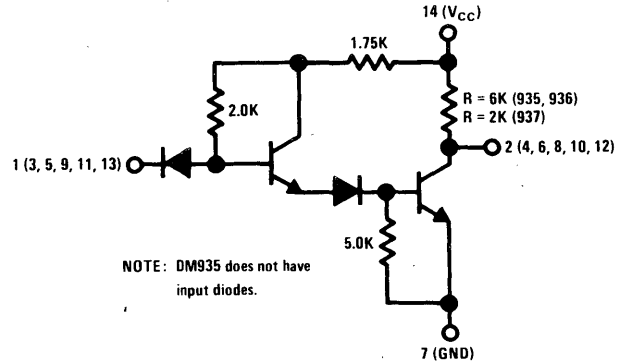 14 (VCC)
1.75K
R = 6K (935, 936)
R = 2K (937)
2.0K
1 (3, 5, 9, 11, 13)
2 (4, 6, 8, 10, 12)
5.0K
NOTE: DM935 does not have
input diodes.
7 (GND)